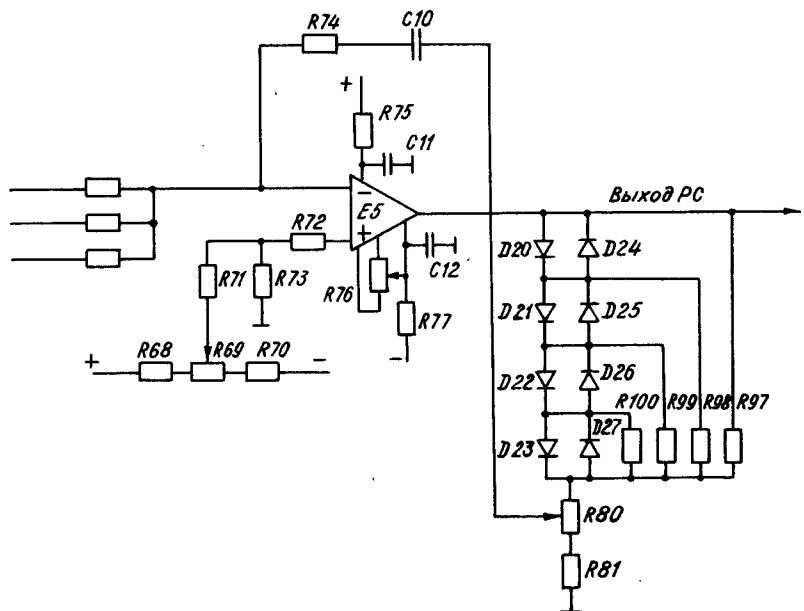 R74
C10
+
R75
C11
−
E5
+
Выход РС
R72
D20
D24
C12
R71
R73
R76
D21
D25
R77
+
R68
R69
R70
−
−
D22
D26
R100
R99
R98
R97
D23
D27
R80
R81